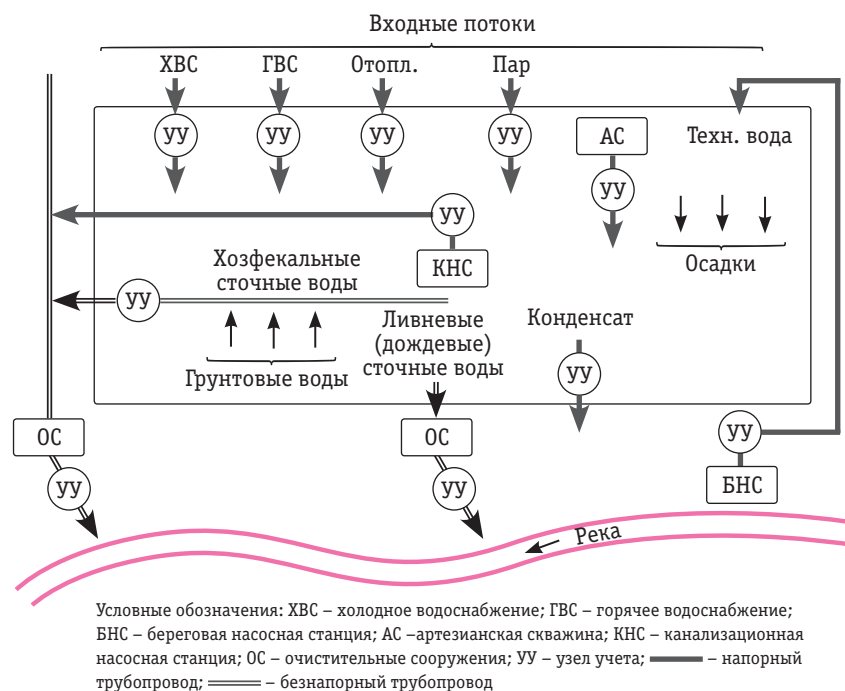 Входные потоки
ХВС ГВС Отопл. Пар
УУ УУ УУ УУ АС Техн. вода
УУ
УУ
КНС Осадки
Хозфекальные
сточные воды
УУ
Ливневые
(дождевые)
сточные воды
Конденсат
Грунтовые воды
УУ
ОС ОС УУ
УУ УУ БНС
Река
Условные обозначения: ХВС – холодное водоснабжение; ГВС – горячее водоснабжение;
БНС – береговая насосная станция; АС –артезианская скважина; КНС – канализационная
насосная станция; ОС – очистительные сооружения; УУ – узел учета; – напорный
трубопровод; – безнапорный трубопровод